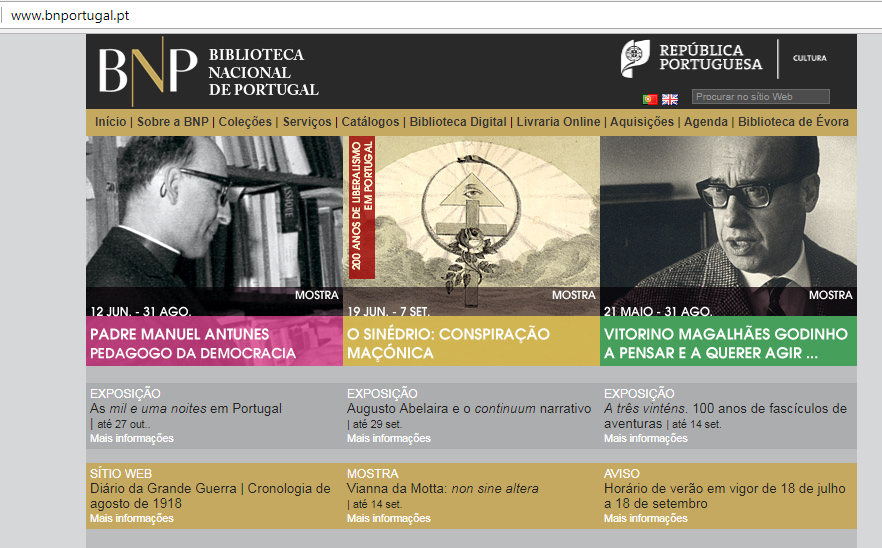 www.bnportugal.pt
BNP
BIBLIOTECA
NACIONAL
DE PORTUGAL
REPÚBLICA
PORTUGUESA
CULTURA
Procurar no sítio Web
Início | Sobre a BNP | Coleções | Serviços | Catálogos | Biblioteca Digital | Livraria Online | Aquisições | Agenda | Biblioteca de Évora
MOSTRA
12 JUN. - 31 AGO.
PADRE MANUEL ANTUNES
PEDAGOGO DA DEMOCRACIA
200 ANOS DE LIBERALISMO
EM PORTUGAL
MOSTRA
19 JUN. - 7 SET.
O SINÉDRIO: CONSPIRAÇÃO
MAÇÓNICA
MOSTRA
21 MAIO - 31 AGO.
VITORINO MAGALHÃES GODINHO
A PENSAR E A QUERER AGIR ...
EXPOSIÇÃO
As mil e uma noites em Portugal
| até 27 out..
Mais informações
EXPOSIÇÃO
Augusto Abelaira e o continuum narrativo
| até 29 set.
Mais informações
EXPOSIÇÃO
A três vinténs. 100 anos de fascículos de
aventuras | até 14 set.
Mais informações
SÍTIO WEB
Diário da Grande Guerra | Cronologia de
agosto de 1918
Mais informações
MOSTRA
Vianna da Motta: non sine altera
| até 14 set.
Mais informações
AVISO
Horário de verão em vigor de 18 de julho
a 18 de setembro
Mais informações